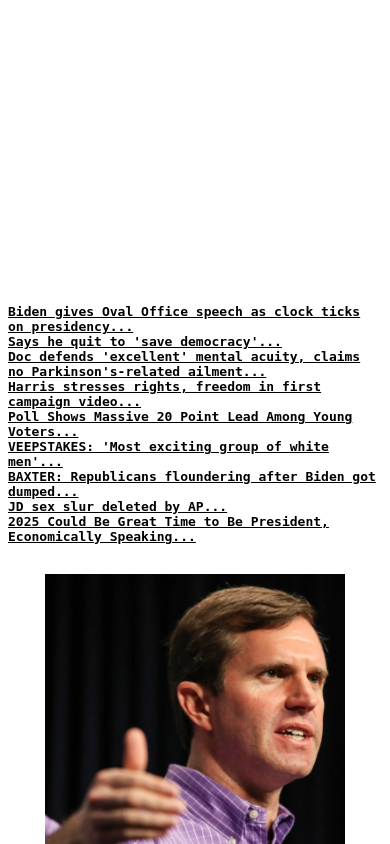 Biden gives Oval Office speech as clock ticks
on presidency...
Says he quit to 'save democracy'...
Doc defends 'excellent' mental acuity, claims
no Parkinson's-related ailment...
Harris stresses rights, freedom in first
campaign video...
Poll Shows Massive 20 Point Lead Among Young
Voters...
VEEPSTAKES: 'Most exciting group of white
men'...
BAXTER: Republicans floundering after Biden got
dumped...
JD sex slur deleted by AP...
2025 Could Be Great Time to Be President,
Economically Speaking...